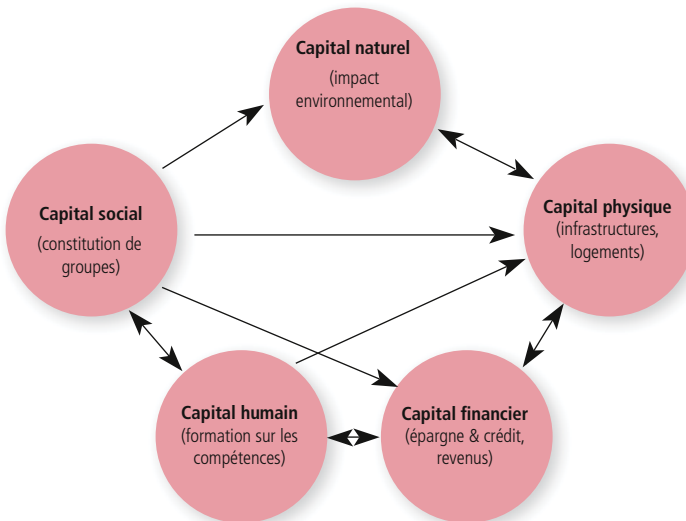 Capital naturel
(impact
environnemental)
Capital social
(constitution de
groupes)
Capital physique
(infrastructures,
logements)
Capital humain
(formation sur les
compétences)
Capital financier
(épargne & crédit,
revenus)